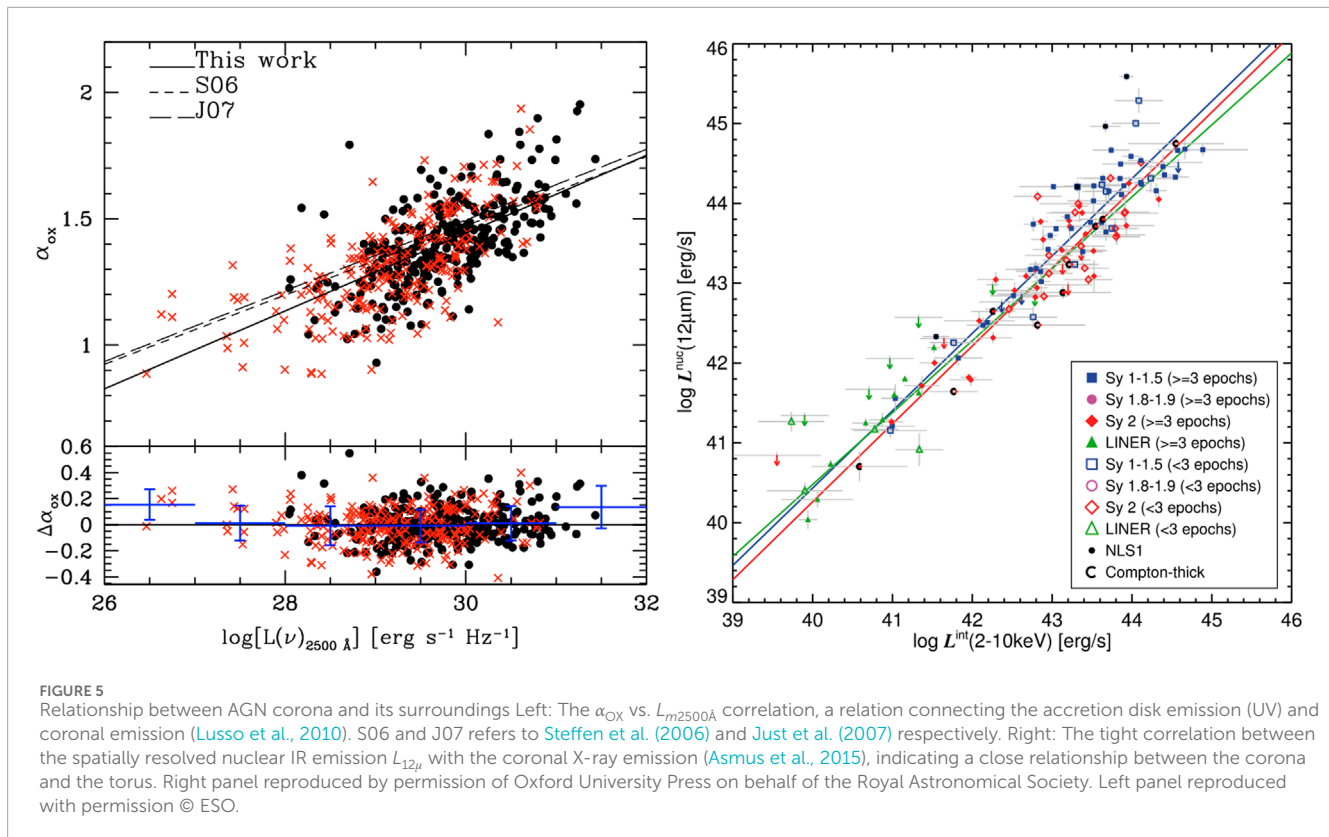 This work
S06
J07
2
1.5
1
α_ox
0.6
0.4
0.2
0
−0.2
−0.4
Δα_ox
26 28 30 32
log[L(ν)_2500 Å] [erg s⁻¹ Hz⁻¹]
46
45
44
43
42
41
40
39
log L^nuc(12μm) [erg/s]
Sy 1-1.5 (>=3 epochs)
Sy 1.8-1.9 (>=3 epochs)
Sy 2 (>=3 epochs)
LINER (>=3 epochs)
Sy 1-1.5 (<3 epochs)
Sy 1.8-1.9 (<3 epochs)
Sy 2 (<3 epochs)
LINER (<3 epochs)
NLS1
C Compton-thick
39 40 41 42 43 44 45 46
log L^int(2-10keV) [erg/s]
FIGURE 5
Relationship between AGN corona and its surroundings Left: The α_OX vs. L_m2500Å correlation, a relation connecting the accretion disk emission (UV) and
coronal emission (Lusso et al., 2010). S06 and J07 refers to Steffen et al. (2006) and Just et al. (2007) respectively. Right: The tight correlation between
the spatially resolved nuclear IR emission L_12μ with the coronal X-ray emission (Asmus et al., 2015), indicating a close relationship between the corona
and the torus. Right panel reproduced by permission of Oxford University Press on behalf of the Royal Astronomical Society. Left panel reproduced
with permission © ESO.